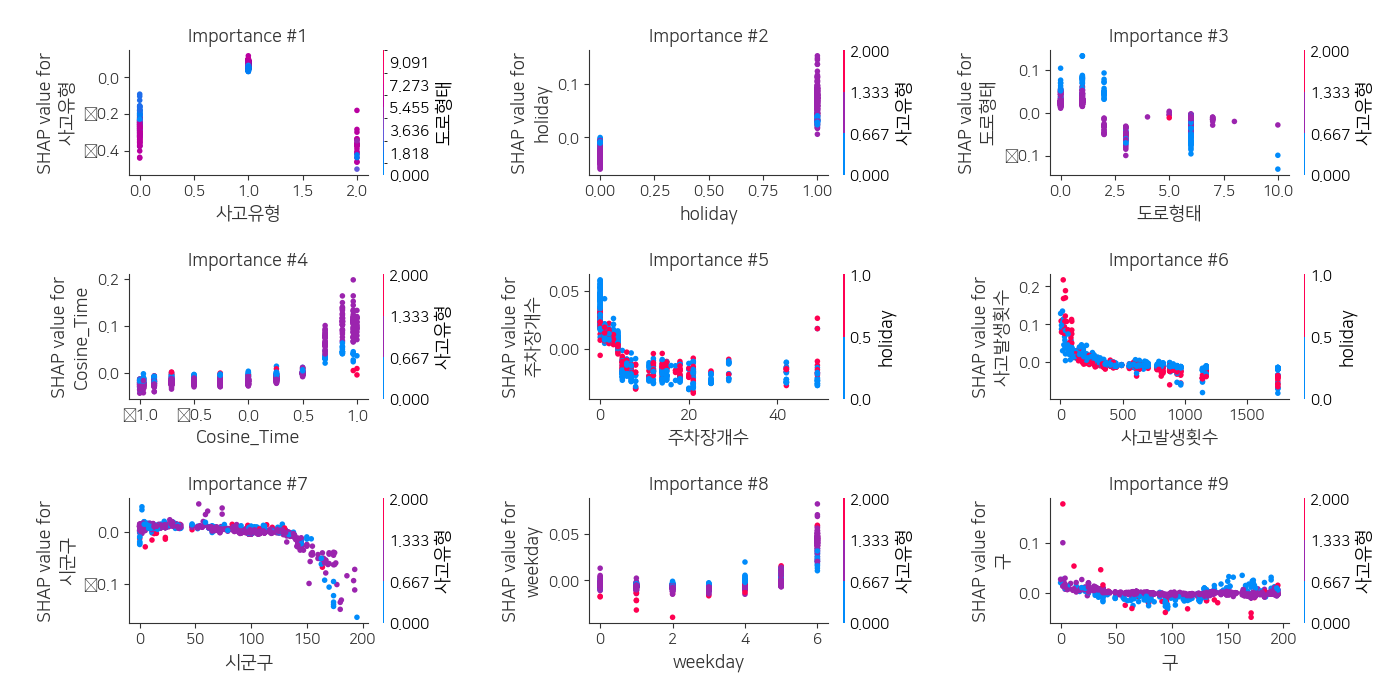 Importance #1
SHAP value for
사고유형
0.0
0.2
0.4
0.0
0.5
1.0
1.5
2.0
사고유형
9.091
7.273
5.455
3.636
1.818
0.000
도로형태
Importance #2
SHAP value for
holiday
0.1
0.0
0.00
0.25
0.50
0.75
1.00
holiday
2.000
1.333
0.667
0.000
사고유형
Importance #3
SHAP value for
도로형태
0.1
0.0
0.1
0.0
2.5
5.0
7.5
10.0
도로형태
2.000
1.333
0.667
0.000
사고유형
Importance #4
SHAP value for
Cosine_Time
0.2
0.1
0.0
1.0
0.5
0.0
0.5
1.0
Cosine_Time
2.000
1.333
0.667
0.000
사고유형
Importance #5
SHAP value for
주차장개수
0.05
0.00
0
20
40
주차장개수
1.0
0.5
0.0
holiday
Importance #6
SHAP value for
사고발생횟수
0.2
0.1
0.0
0
500
1000
1500
사고발생횟수
1.0
0.5
0.0
holiday
Importance #7
SHAP value for
시군구
0.0
0.1
0
50
100
150
200
시군구
2.000
1.333
0.667
0.000
사고유형
Importance #8
SHAP value for
weekday
0.05
0.00
0
2
4
6
weekday
2.000
1.333
0.667
0.000
사고유형
Importance #9
SHAP value for
구
0.1
0.0
0
50
100
150
200
구
2.000
1.333
0.667
0.000
사고유형